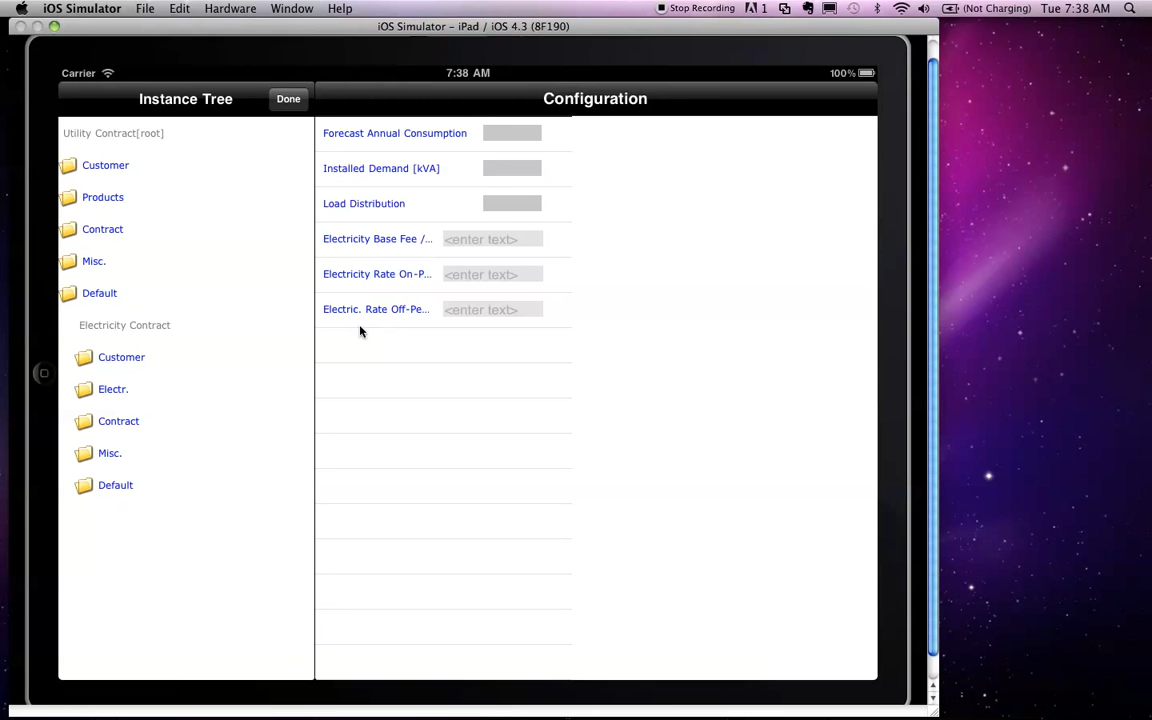 iOS Simulator File Edit Hardware Window Help
Stop Recording 1 (Not Charging) Tue 7:38 AM
iOS Simulator – iPad / iOS 4.3 (8F190)
Carrier 7:38 AM 100%
Instance Tree Done Configuration
Utility Contract[root]
Customer
Products
Contract
Misc.
Default
Electricity Contract
Customer
Electr.
Contract
Misc.
Default
Forecast Annual Consumption
Installed Demand [kVA]
Load Distribution
Electricity Base Fee /... <enter text>
Electricity Rate On-P... <enter text>
Electric. Rate Off-Pe... <enter text>